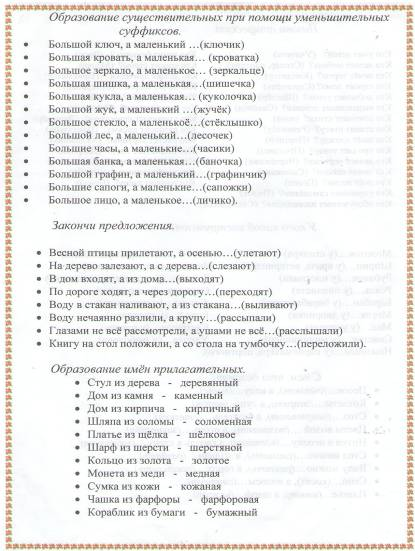 Образование существительных при помощи уменьшительных
суффиксов.
Большой ключ, а маленький …(ключик)
Большая кровать, а маленькая… (кроватка)
Большое зеркало, а маленькое… (зеркальце)
Большая шишка, а маленькая… (шишечка)
Большая кукла, а маленькая… (куколочка)
Большой жук, а маленький …(жучёк)
Большое стекло, а маленькоё…(стёклышко)
Большой лес, а маленький…(лесочек)
Большие часы, а маленькие…(часики)
Большая банка, а маленькая…(баночка)
Большой графин, а маленький…(графинчик)
Большие сапоги, а маленькие…(сапожки)
Большое лицо, а маленькое…(личико).
Закончи предложения.
Весной птицы прилетают, а осенью…(улетают)
На дерево залезают, а с дерева…(слезают)
В дом входят, а из дома…(выходят)
По дороге ходят, а через дорогу…(переходят)
Воду в стакан наливают, а из стакана…(выливают)
Воду нечаянно разлили, а крупу…(рассыпали)
Глазами не всё рассмотрели, а ушами не всё…(расслышали)
Книгу на стол положили, а со стола на тумбочку…(переложили).
Образование имён прилагательных.
Стул из дерева - деревянный
Дом из камня - каменный
Дом из кирпича - кирпичный
Шляпа из соломы - соломенная
Платье из щёлка - шёлковое
Шарф из шерсти - шерстяной
Кольцо из золота - золотое
Монета из меди - медная
Сумка из кожи - кожаная
Чашка из фарфоры - фарфоровая
Кораблик из бумаги - бумажный